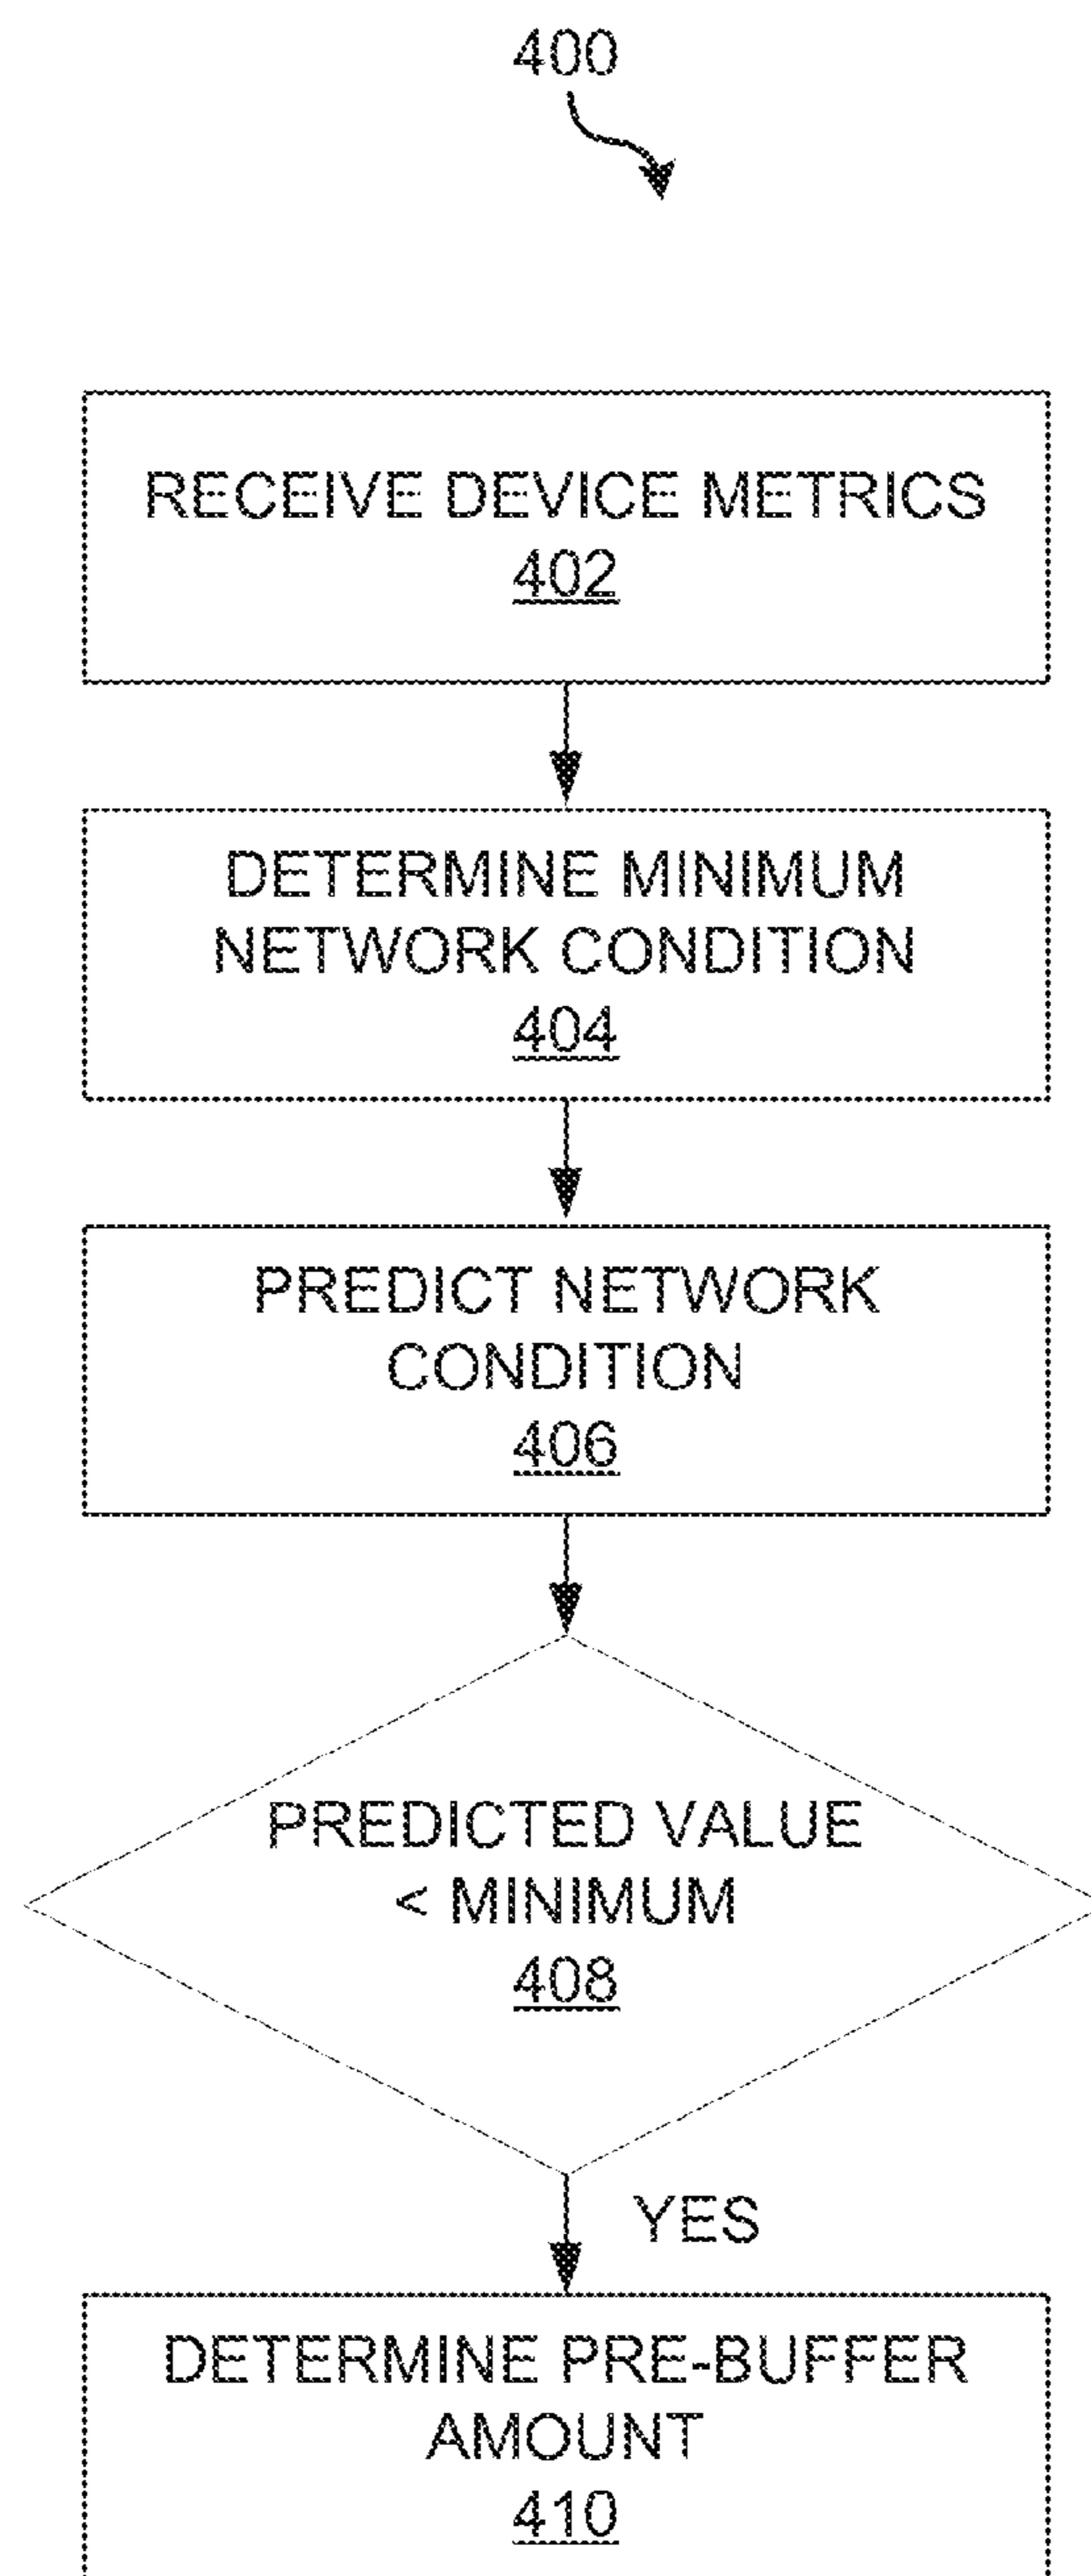 400
RECEIVE DEVICE METRICS
402
DETERMINE MINIMUM
NETWORK CONDITION
404
PREDICT NETWORK
CONDITION
406
PREDICTED VALUE
< MINIMUM
408
YES
DETERMINE PRE-BUFFER
AMOUNT
410